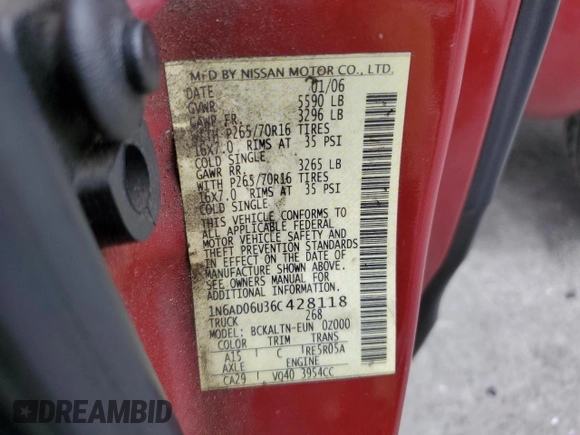 MFD BY NISSAN MOTOR CO., LTD.
DATE 01/06
GVWR 5590 LB
GAWR FR. 3296 LB
WITH P265/70R16 TIRES
16X7.0 RIMS AT 35 PSI
COLD SINGLE
GAWR RR. 3265 LB
WITH P265/70R16 TIRES
16X7.0 RIMS AT 35 PSI
COLD SINGLE
THIS VEHICLE CONFORMS TO
ALL APPLICABLE FEDERAL
MOTOR VEHICLE SAFETY AND
THEFT PREVENTION STANDARDS
IN EFFECT ON THE DATE OF
MANUFACTURE SHOWN ABOVE.
SEE OWNERS MANUAL FOR
ADDITIONAL INFORMATION.
1N6AD06U36C428118
TRUCK 268
MODEL: BCKALTN-EUN 0Z000
COLOR TRIM TRANS
A15 C RE5R05A
AXLE ENGINE
CA29 VQ40 3954CC
DREAMBID